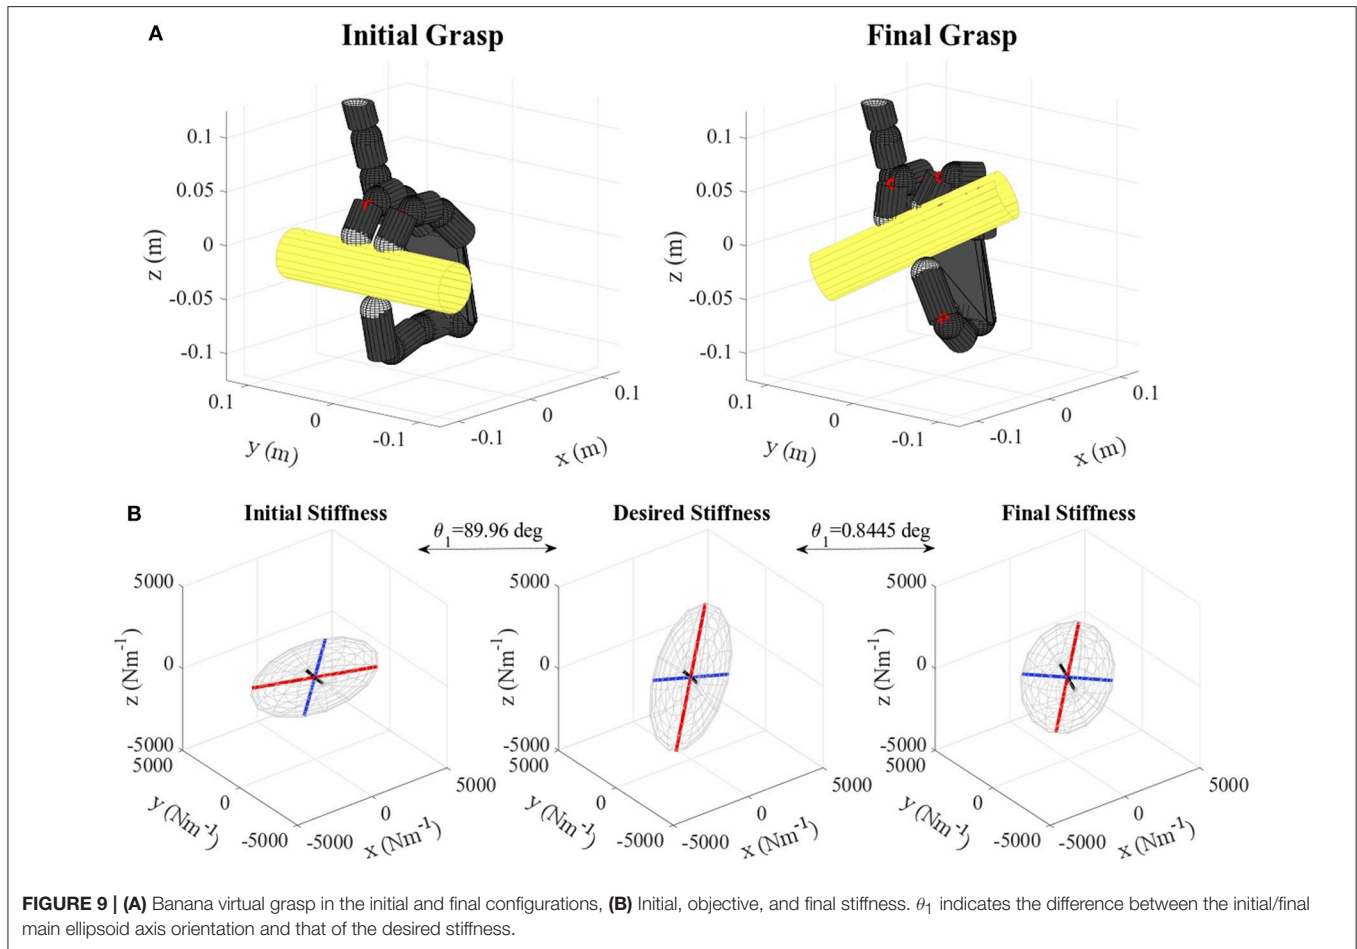 A
Initial Grasp
Final Grasp
0.1
0.05
0
-0.05
-0.1
z (m)
0.1
0
-0.1
y (m)
-0.1
0
0.1
x (m)
0.1
0.05
0
-0.05
-0.1
z (m)
0.1
0
-0.1
y (m)
-0.1
0
0.1
x (m)
B
Initial Stiffness
θ1=89.96 deg
Desired Stiffness
θ1=0.8445 deg
Final Stiffness
5000
0
-5000
z (Nm-1)
5000
0
-5000
y (Nm-1)
-5000
0
5000
x (Nm-1)
5000
0
-5000
z (Nm-1)
5000
0
-5000
y (Nm-1)
-5000
0
5000
x (Nm-1)
5000
0
-5000
z (Nm-1)
5000
0
-5000
y (Nm-1)
-5000
0
5000
x (Nm-1)
FIGURE 9 | (A) Banana virtual grasp in the initial and final configurations, (B) Initial, objective, and final stiffness. θ1 indicates the difference between the initial/final
main ellipsoid axis orientation and that of the desired stiffness.